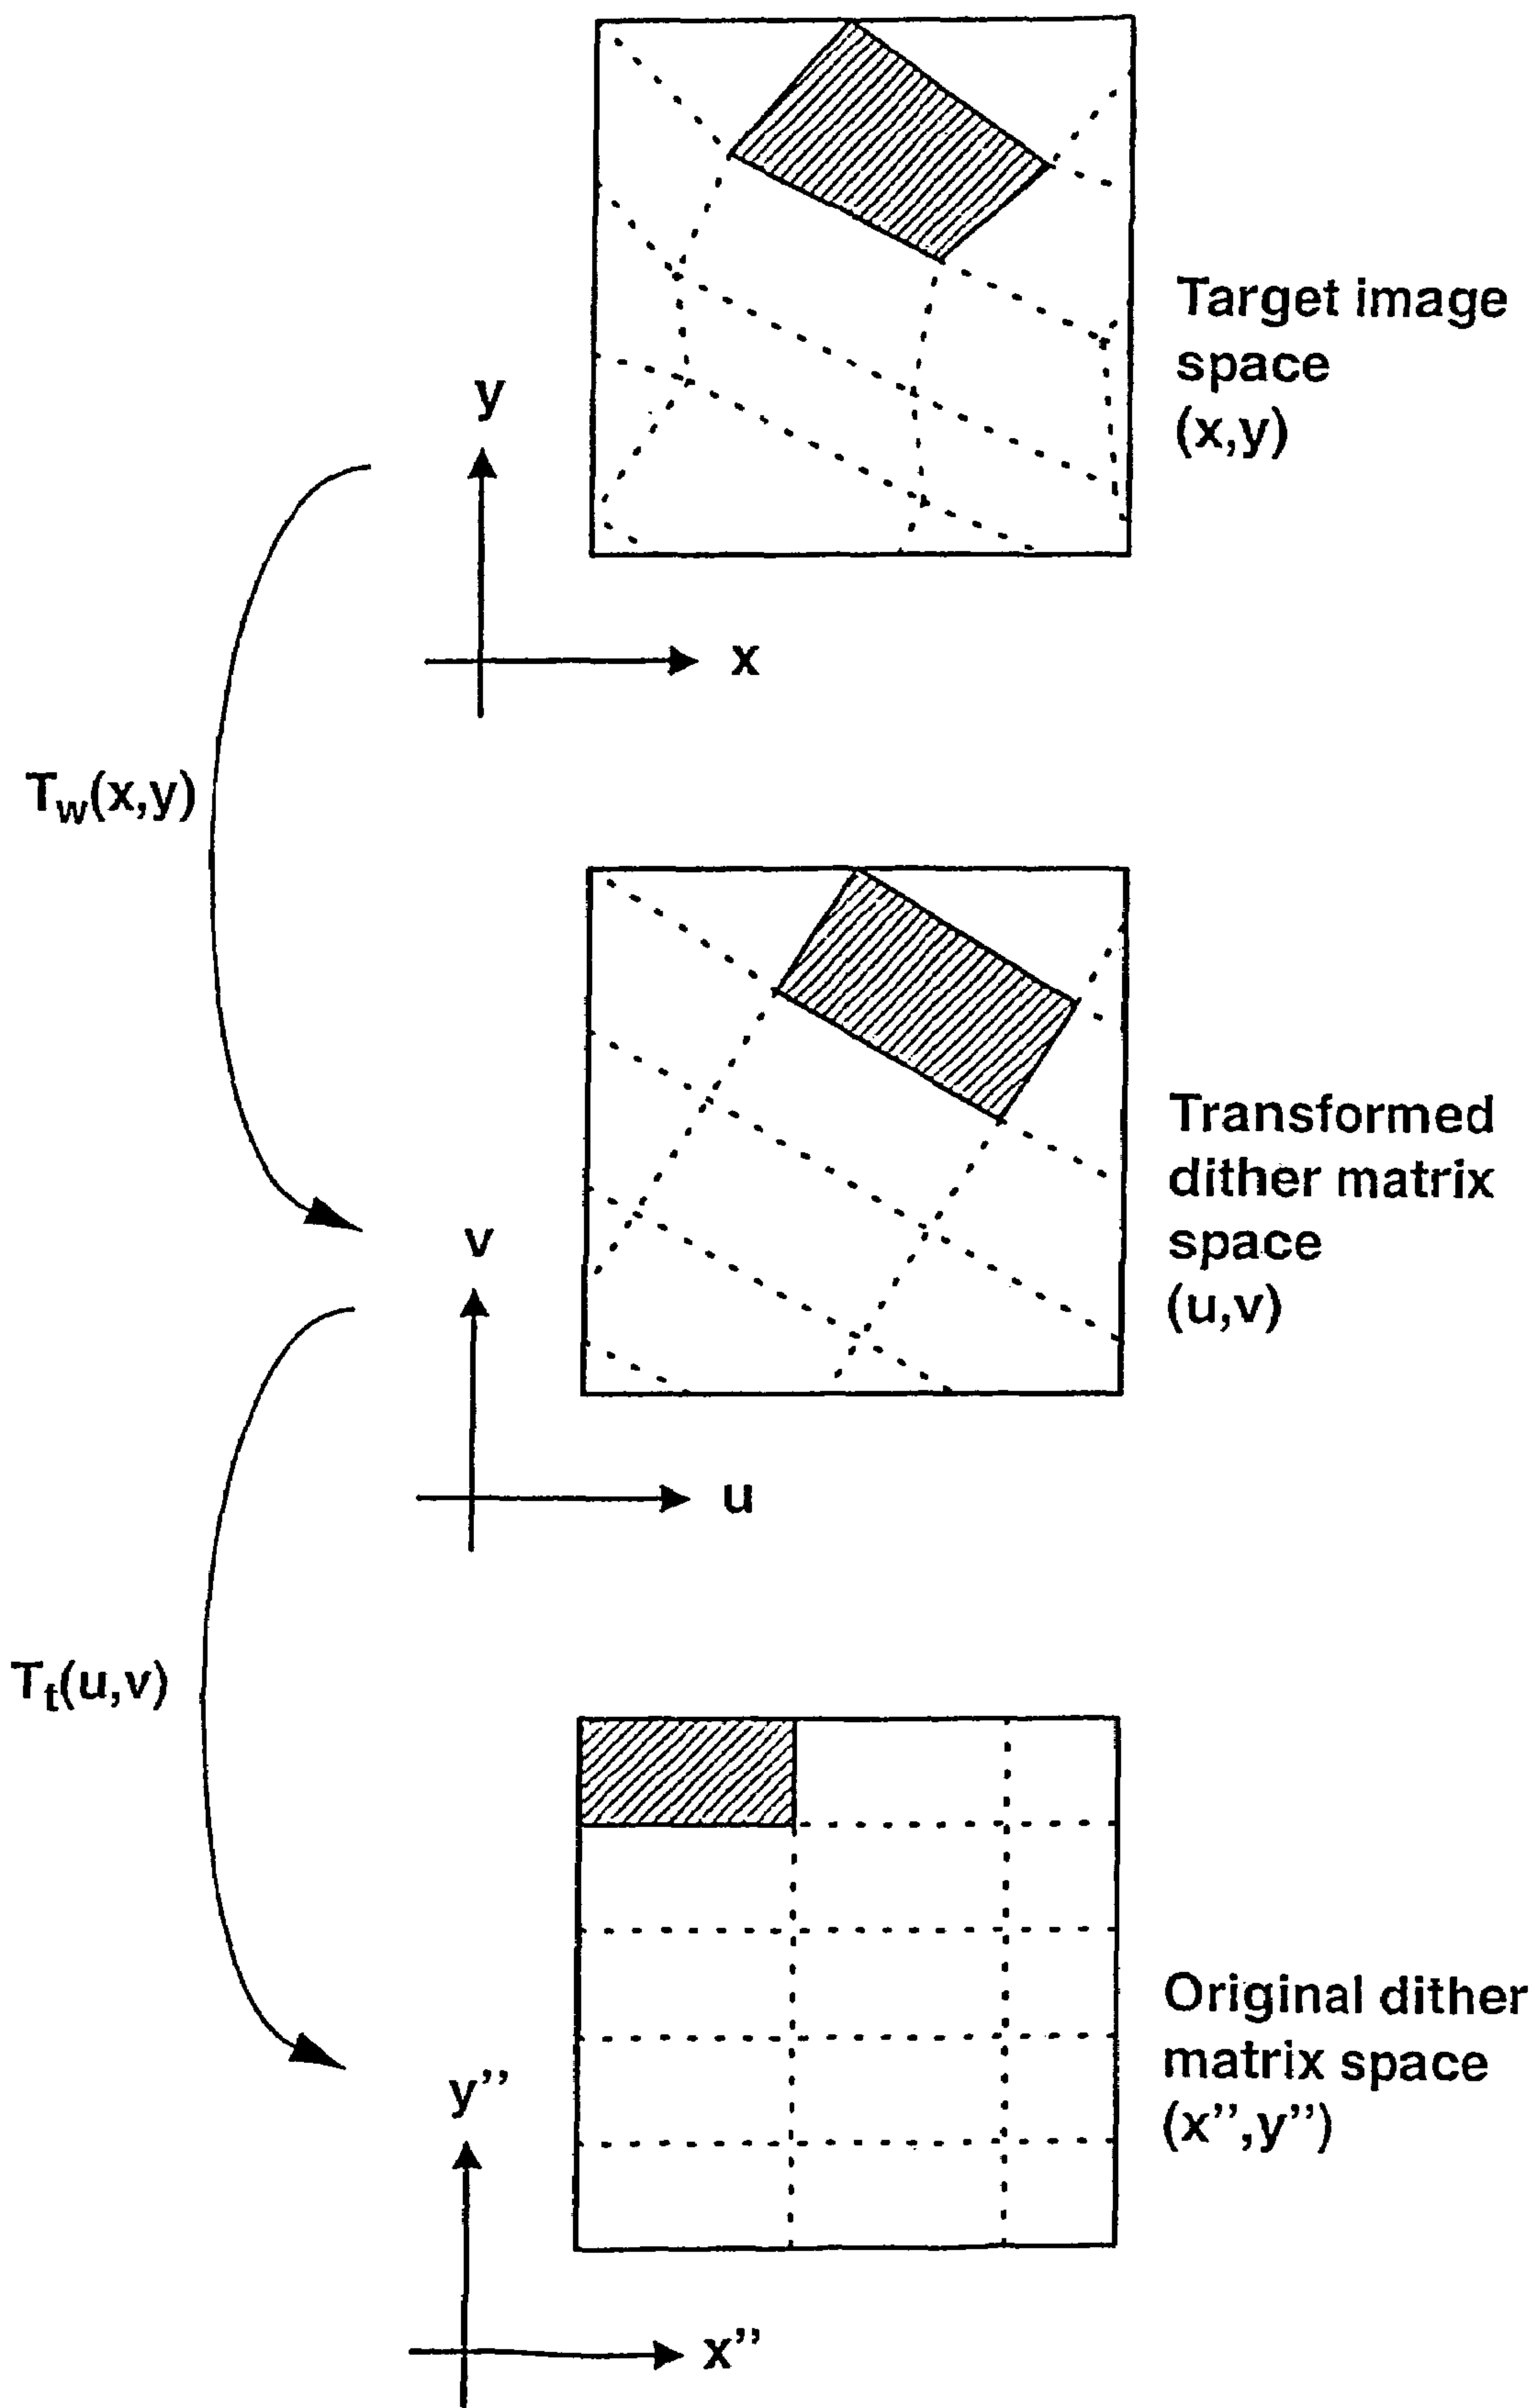 Target image
space
(x,y)
y
x
Tw(x,y)
Transformed
dither matrix
space
(u,v)
v
u
Tt(u,v)
Original dither
matrix space
(x’’,y’’)
y’’
x’’